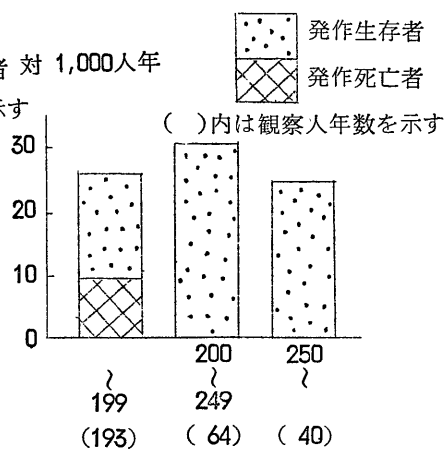 発作生存者
者 対 1,000人年
発作死亡者
示す
( )内は観察人年数を示す
30
20
10
0
200 250
~ ~ ~
199 249
(193) ( 64) ( 40)